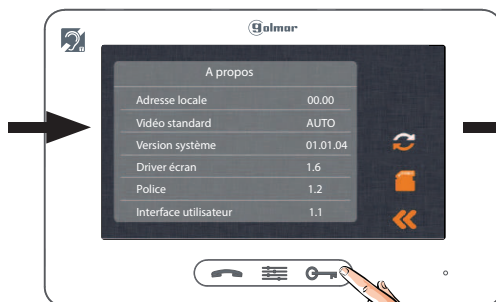 golmar
A propos
Adresse locale 00.00
Vidéo standard AUTO
Version système 01.01.04
Driver écran 1.6
Police 1.2
Interface utilisateur 1.1